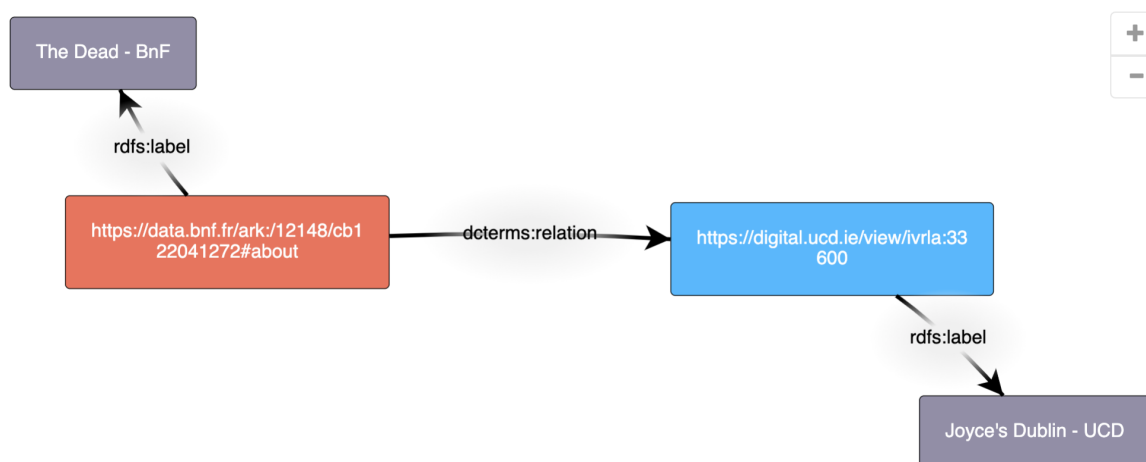 The Dead - BnF
rdfs:label
https://data.bnf.fr/ark:/12148/cb1
22041272#about
dcterms:relation
https://digital.ucd.ie/view/ivrla:33
600
rdfs:label
Joyce's Dublin - UCD